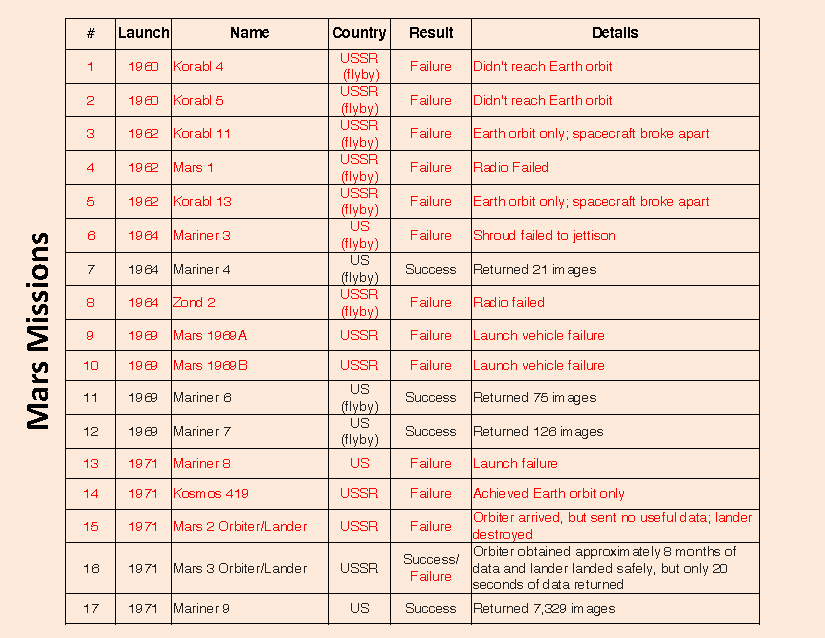 Mars Missions
# Launch Name Country Result Details
1 1960 Korabl 4 USSR (flyby) Failure Didn't reach Earth orbit
2 1960 Korabl 5 USSR (flyby) Failure Didn't reach Earth orbit
3 1962 Korabl 11 USSR (flyby) Failure Earth orbit only; spacecraft broke apart
4 1962 Mars 1 USSR (flyby) Failure Radio Failed
5 1962 Korabl 13 USSR (flyby) Failure Earth orbit only; spacecraft broke apart
6 1964 Mariner 3 US (flyby) Failure Shroud failed to jettison
7 1964 Mariner 4 US (flyby) Success Returned 21 images
8 1964 Zond 2 USSR (flyby) Failure Radio failed
9 1969 Mars 1969A USSR Failure Launch vehicle failure
10 1969 Mars 1969B USSR Failure Launch vehicle failure
11 1969 Mariner 6 US (flyby) Success Returned 75 images
12 1969 Mariner 7 US (flyby) Success Returned 126 images
13 1971 Mariner 8 US Failure Launch failure
14 1971 Kosmos 419 USSR Failure Achieved Earth orbit only
15 1971 Mars 2 Orbiter/Lander USSR Failure Orbiter arrived, but sent no useful data; lander
destroyed
16 1971 Mars 3 Orbiter/Lander USSR Success/ Failure Orbiter obtained approximately 8 months of
data and lander landed safely, but only 20
seconds of data returned
17 1971 Mariner 9 US Success Returned 7,329 images